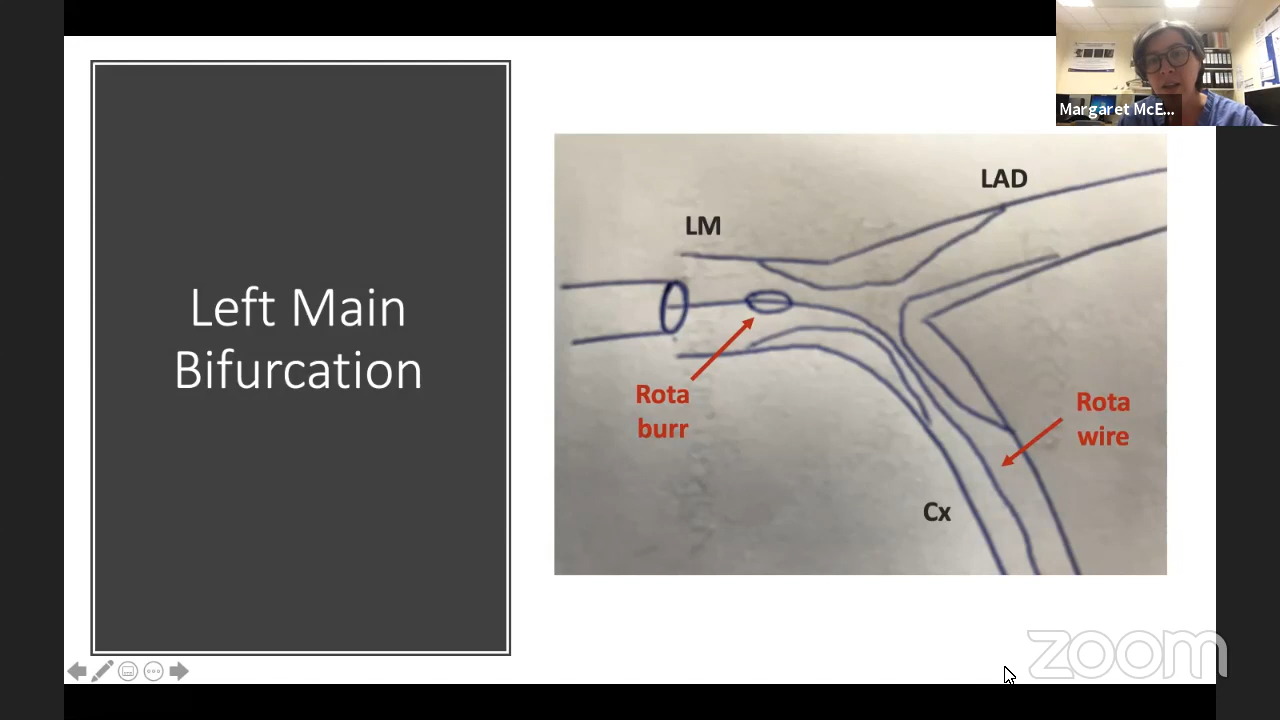 Margaret McE...
Left Main
Bifurcation
LAD
LM
Rota
burr
Rota
wire
Cx
zoom